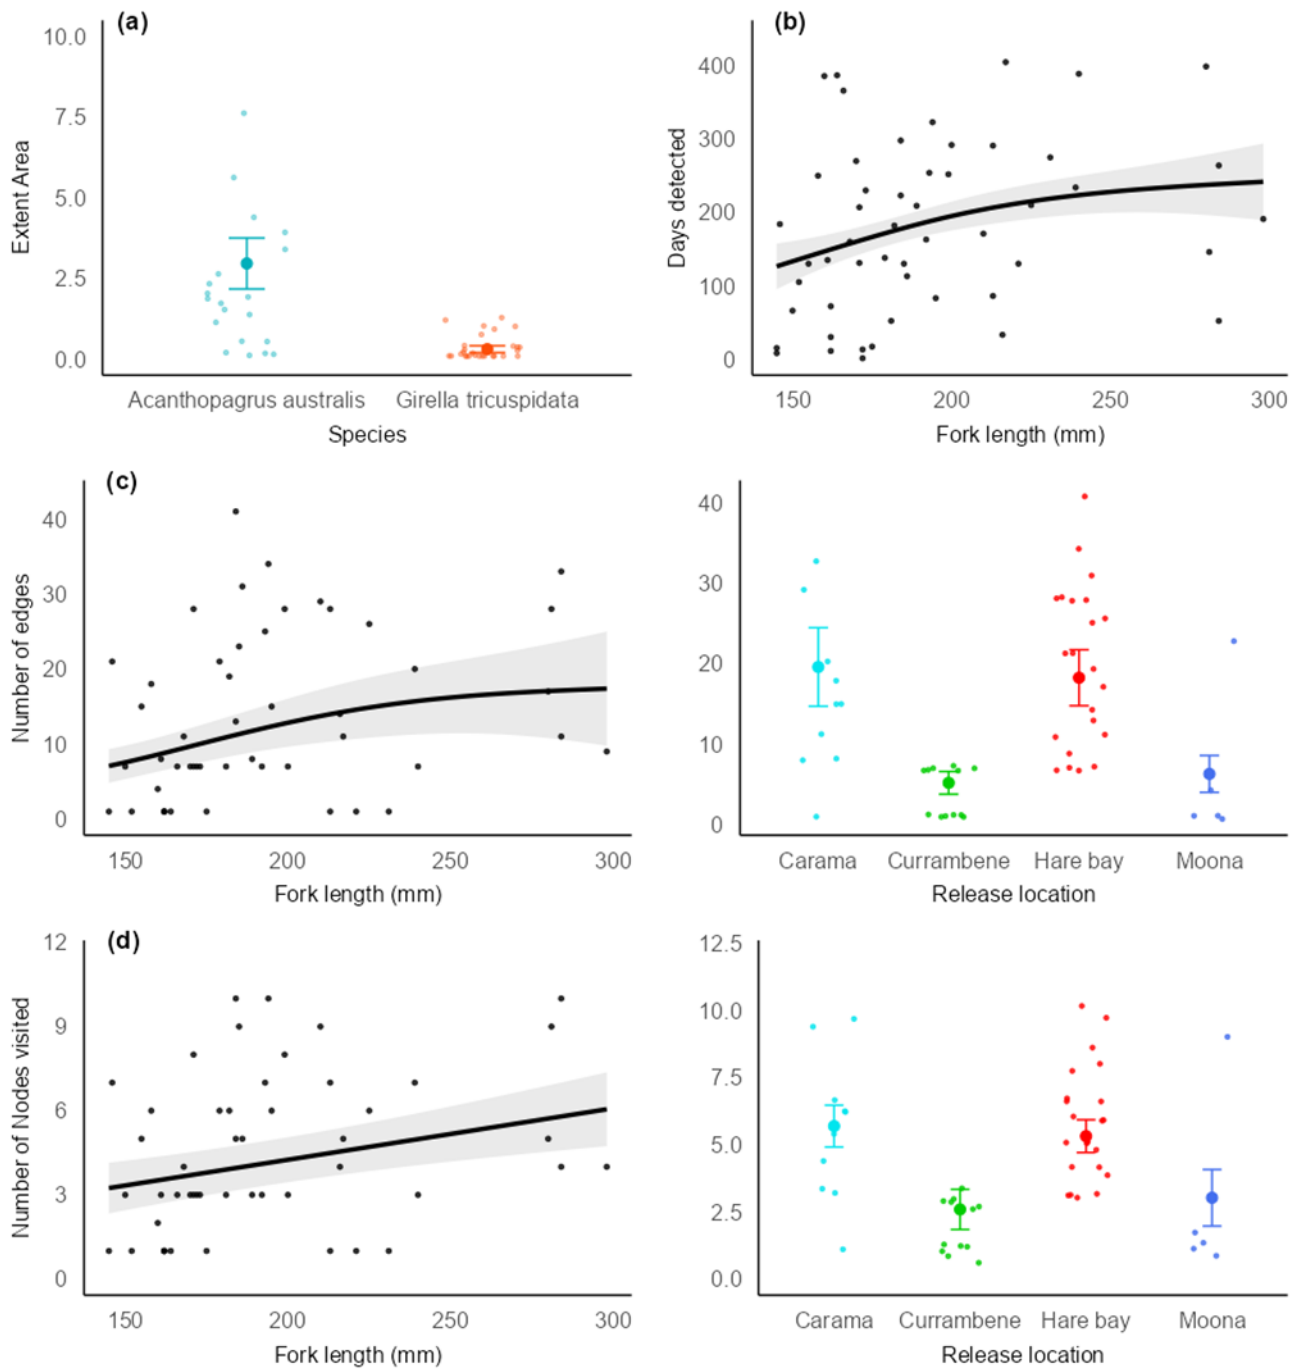 (a)
10.0
7.5
5.0
2.5
0.0
Extent Area
Acanthopagrus australis Girella tricuspidata
Species
(b)
400
300
200
100
0
Days detected
150 200 250 300
Fork length (mm)
(c)
40
30
20
10
0
Number of edges
150 200 250 300
Fork length (mm)
40
30
20
10
0
Carama Currambene Hare bay Moona
Release location
(d)
12
9
6
3
0
Number of Nodes visited
150 200 250 300
Fork length (mm)
12.5
10.0
7.5
5.0
2.5
0.0
Carama Currambene Hare bay Moona
Release location